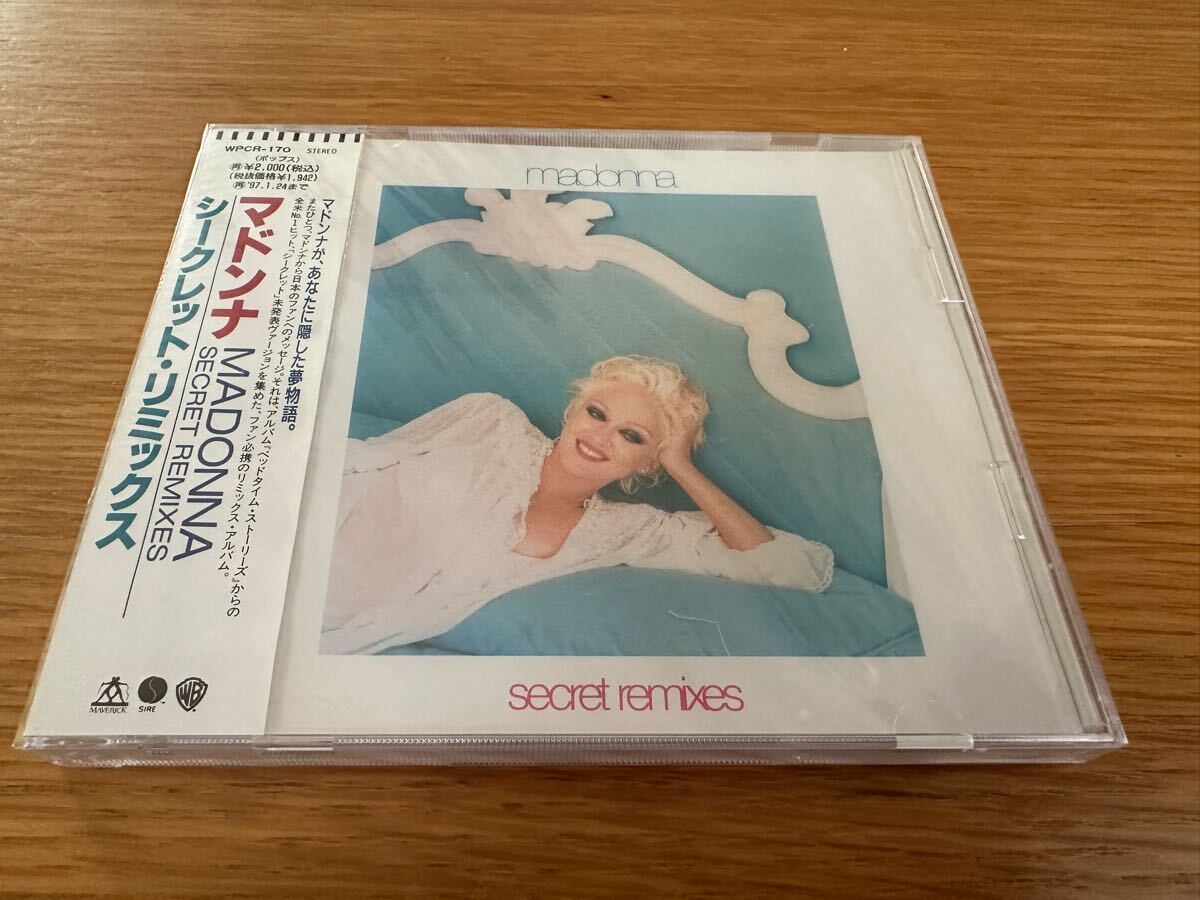 WPCR-170 STEREO
(ポップス)
再¥2,000(税込)
(税抜価格¥1,942)
再'97.1.24まで
マドンナ MADONNA
シークレット・リミックス
SECRET REMIXES
マドンナが、あなたに隠した夢物語。
またひとつ、マドンナから日本のファンへのメッセージ。それは、アルバム『ベッドタイム・ストーリーズ』からの
全米No.1ヒット、「シークレット」未発表ヴァージョンを集めた、ファン必携のリミックス・アルバム。
MAVERICK
SIRE
WB
madonna
secret remixes